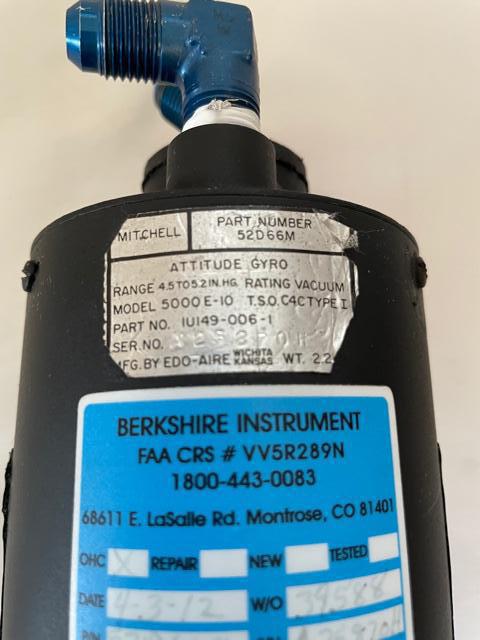 MITCHELL
PART NUMBER
52D66M
ATTITUDE GYRO
RANGE 4.5 TO 5.2 IN. HG. RATING VACUUM
MODEL 5000 E-10 T.S.O. C4C TYPE I
PART NO. 1U149-006-1
SER. NO.
MFG. BY EDO-AIRE WICHITA KANSAS WT. 2.2
BERKSHIRE INSTRUMENT
FAA CRS # VV5R289N
1800-443-0083
68611 E. LaSalle Rd. Montrose, CO 81401
OHC X REPAIR NEW TESTED
DATE 4-3-12 W/O 39588
P/N